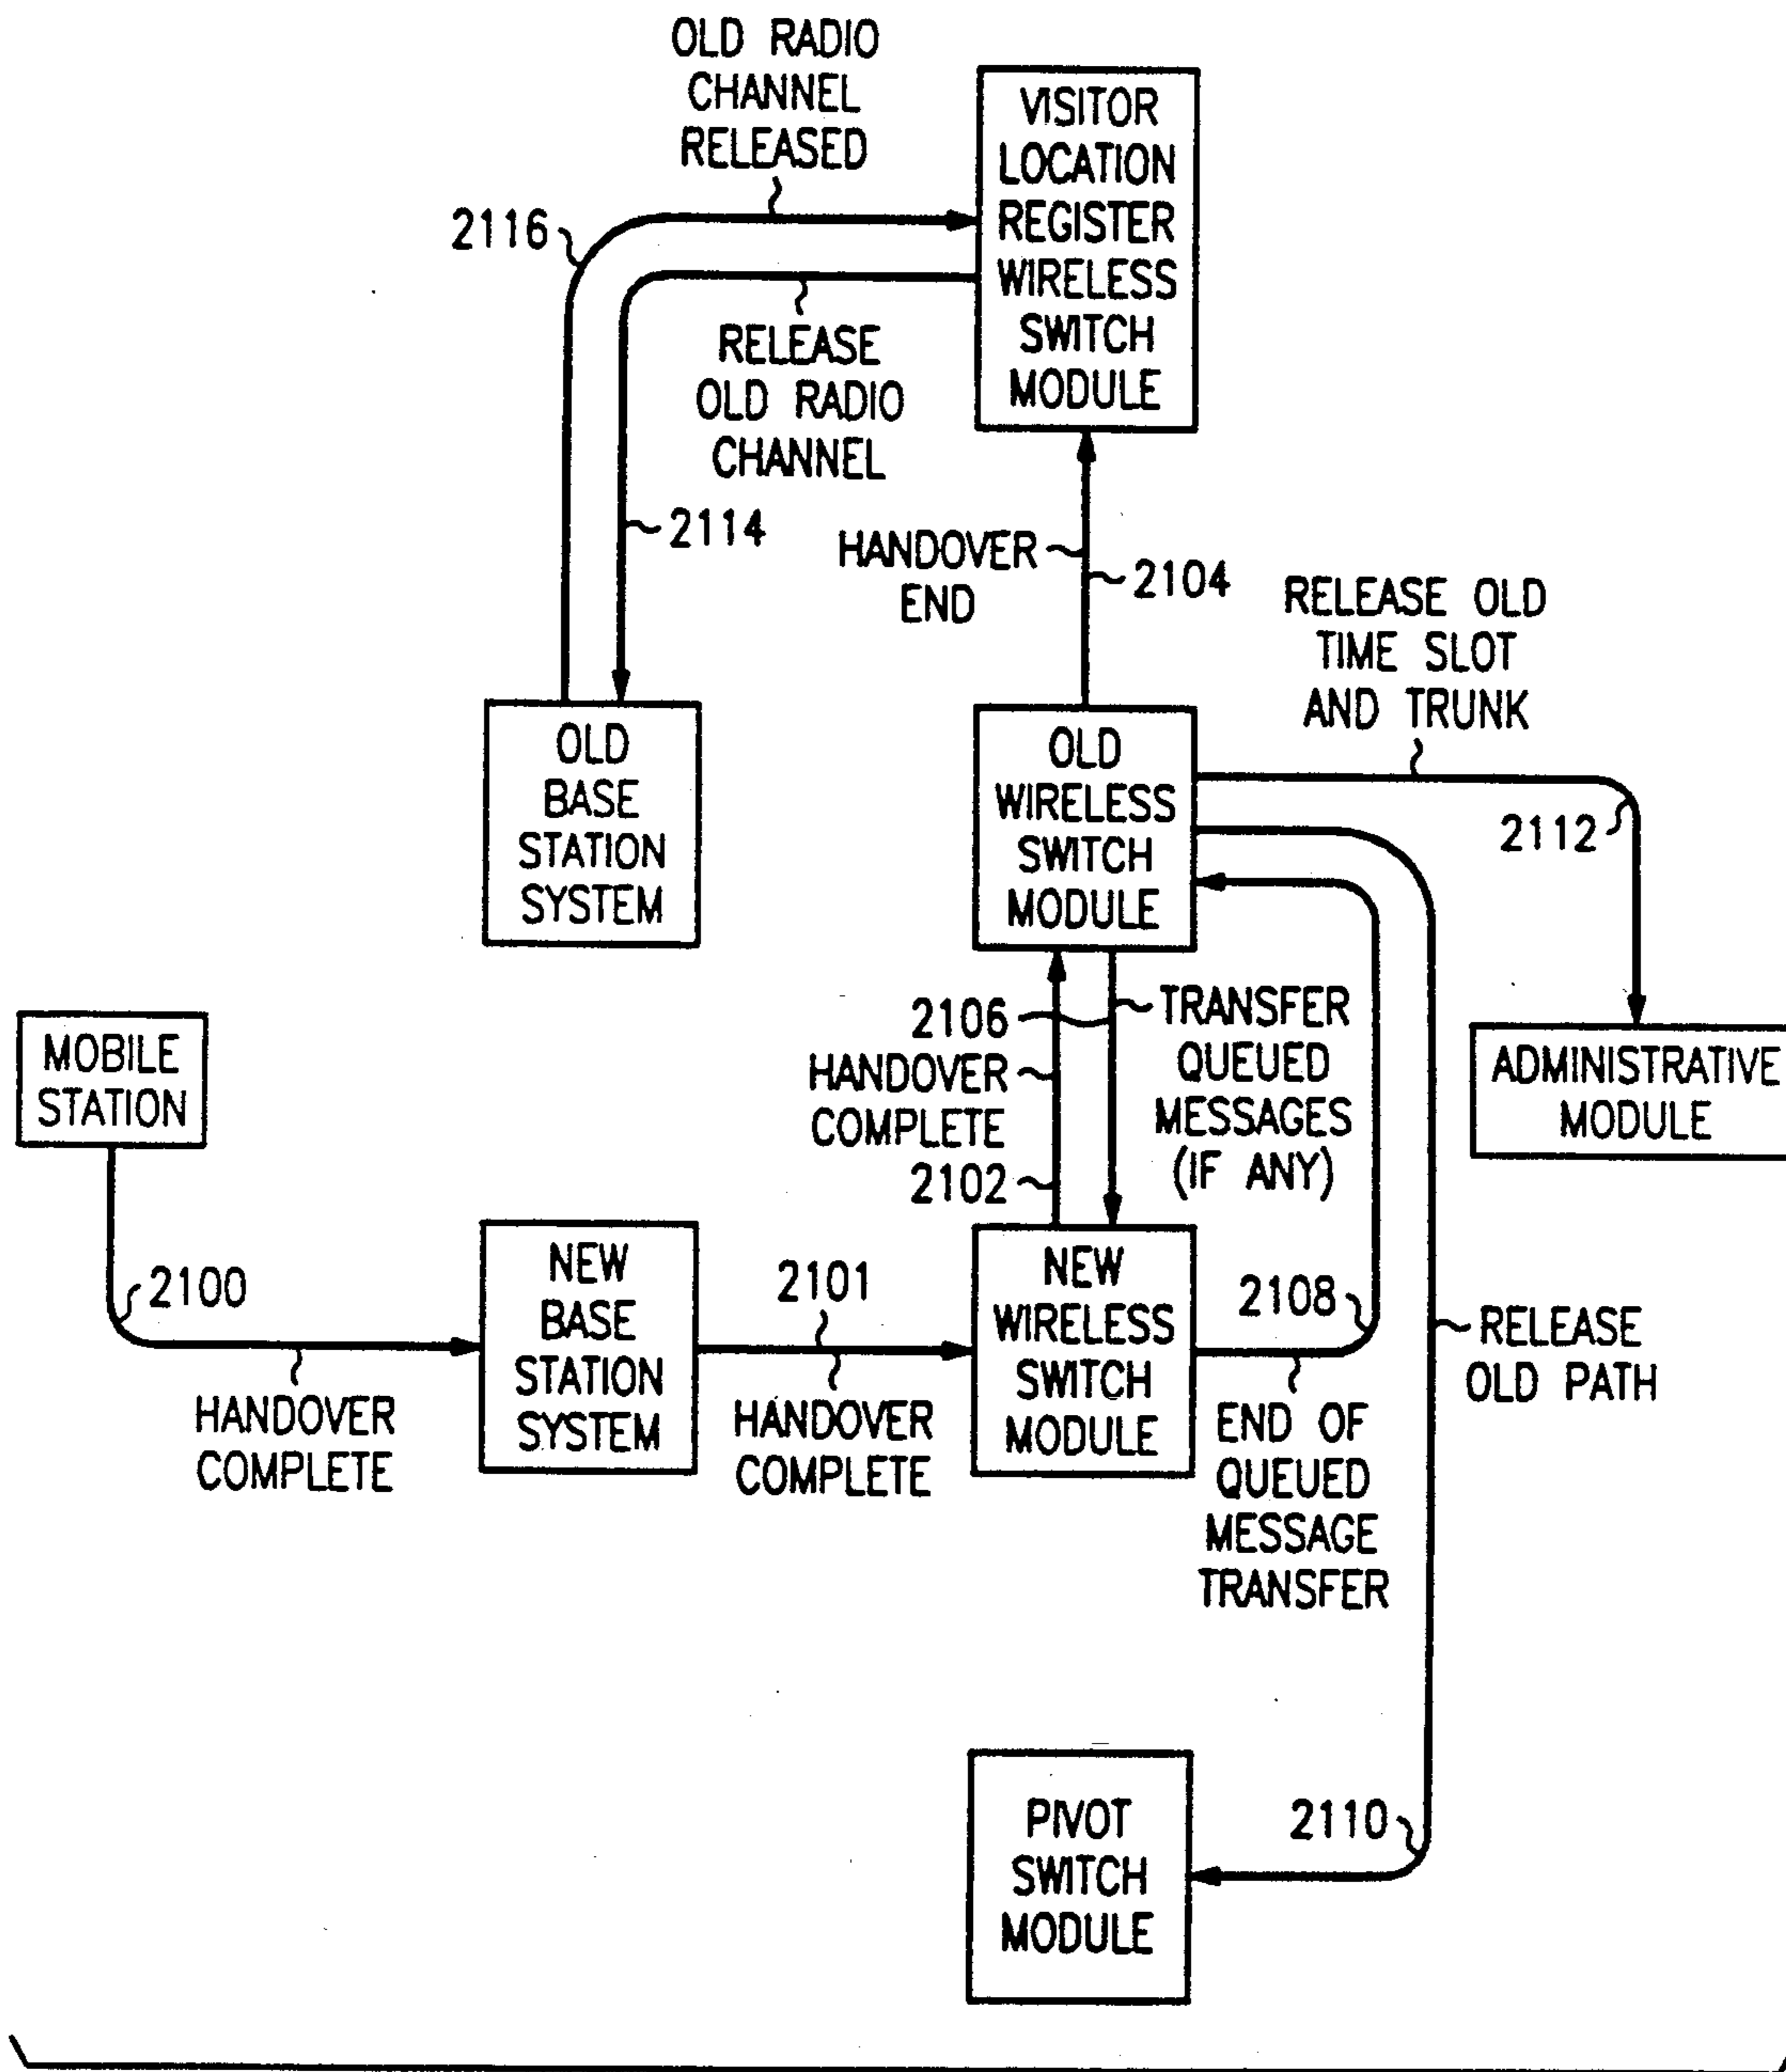 OLD RADIO
CHANNEL
RELEASED
VISITOR
LOCATION
REGISTER
WIRELESS
SWITCH
MODULE
2116
RELEASE
OLD RADIO
CHANNEL
2114
HANDOVER
END
2104
RELEASE OLD
TIME SLOT
AND TRUNK
OLD
BASE
STATION
SYSTEM
OLD
WIRELESS
SWITCH
MODULE
2112
MOBILE
STATION
2106
HANDOVER
COMPLETE
2102
TRANSFER
QUEUED
MESSAGES
(IF ANY)
ADMINISTRATIVE
MODULE
2100
HANDOVER
COMPLETE
NEW
BASE
STATION
SYSTEM
2101
HANDOVER
COMPLETE
NEW
WIRELESS
SWITCH
MODULE
2108
END OF
QUEUED
MESSAGE
TRANSFER
RELEASE
OLD PATH
PIVOT
SWITCH
MODULE
2110